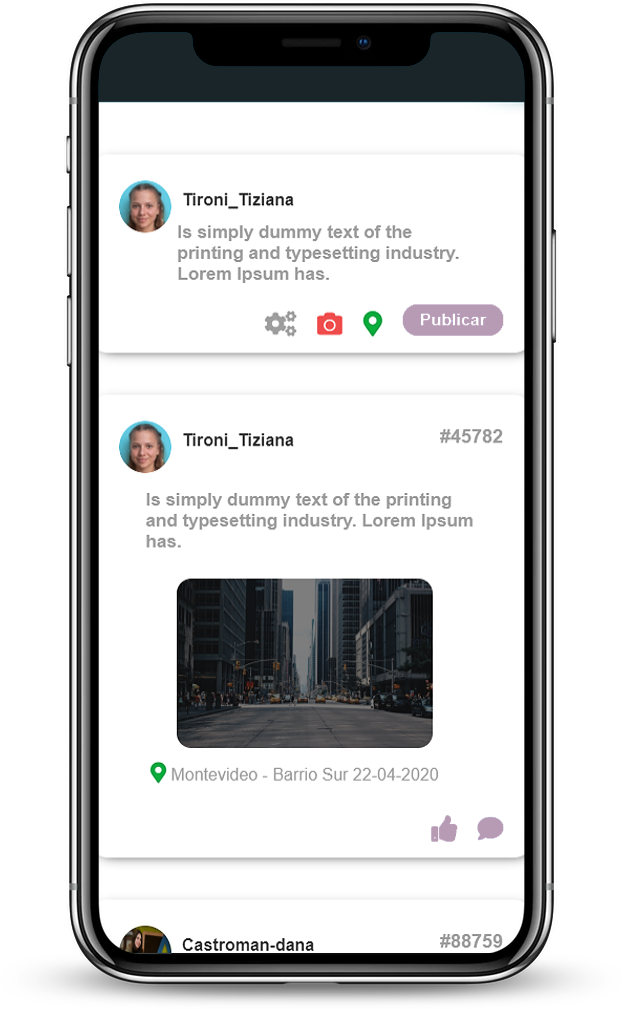 Tironi_Tiziana
Is simply dummy text of the
printing and typesetting industry.
Lorem Ipsum has.
Publicar
Tironi_Tiziana
#45782
Is simply dummy text of the printing
and typesetting industry. Lorem Ipsum
has.
Montevideo - Barrio Sur 22-04-2020
Castroman-dana
#88759